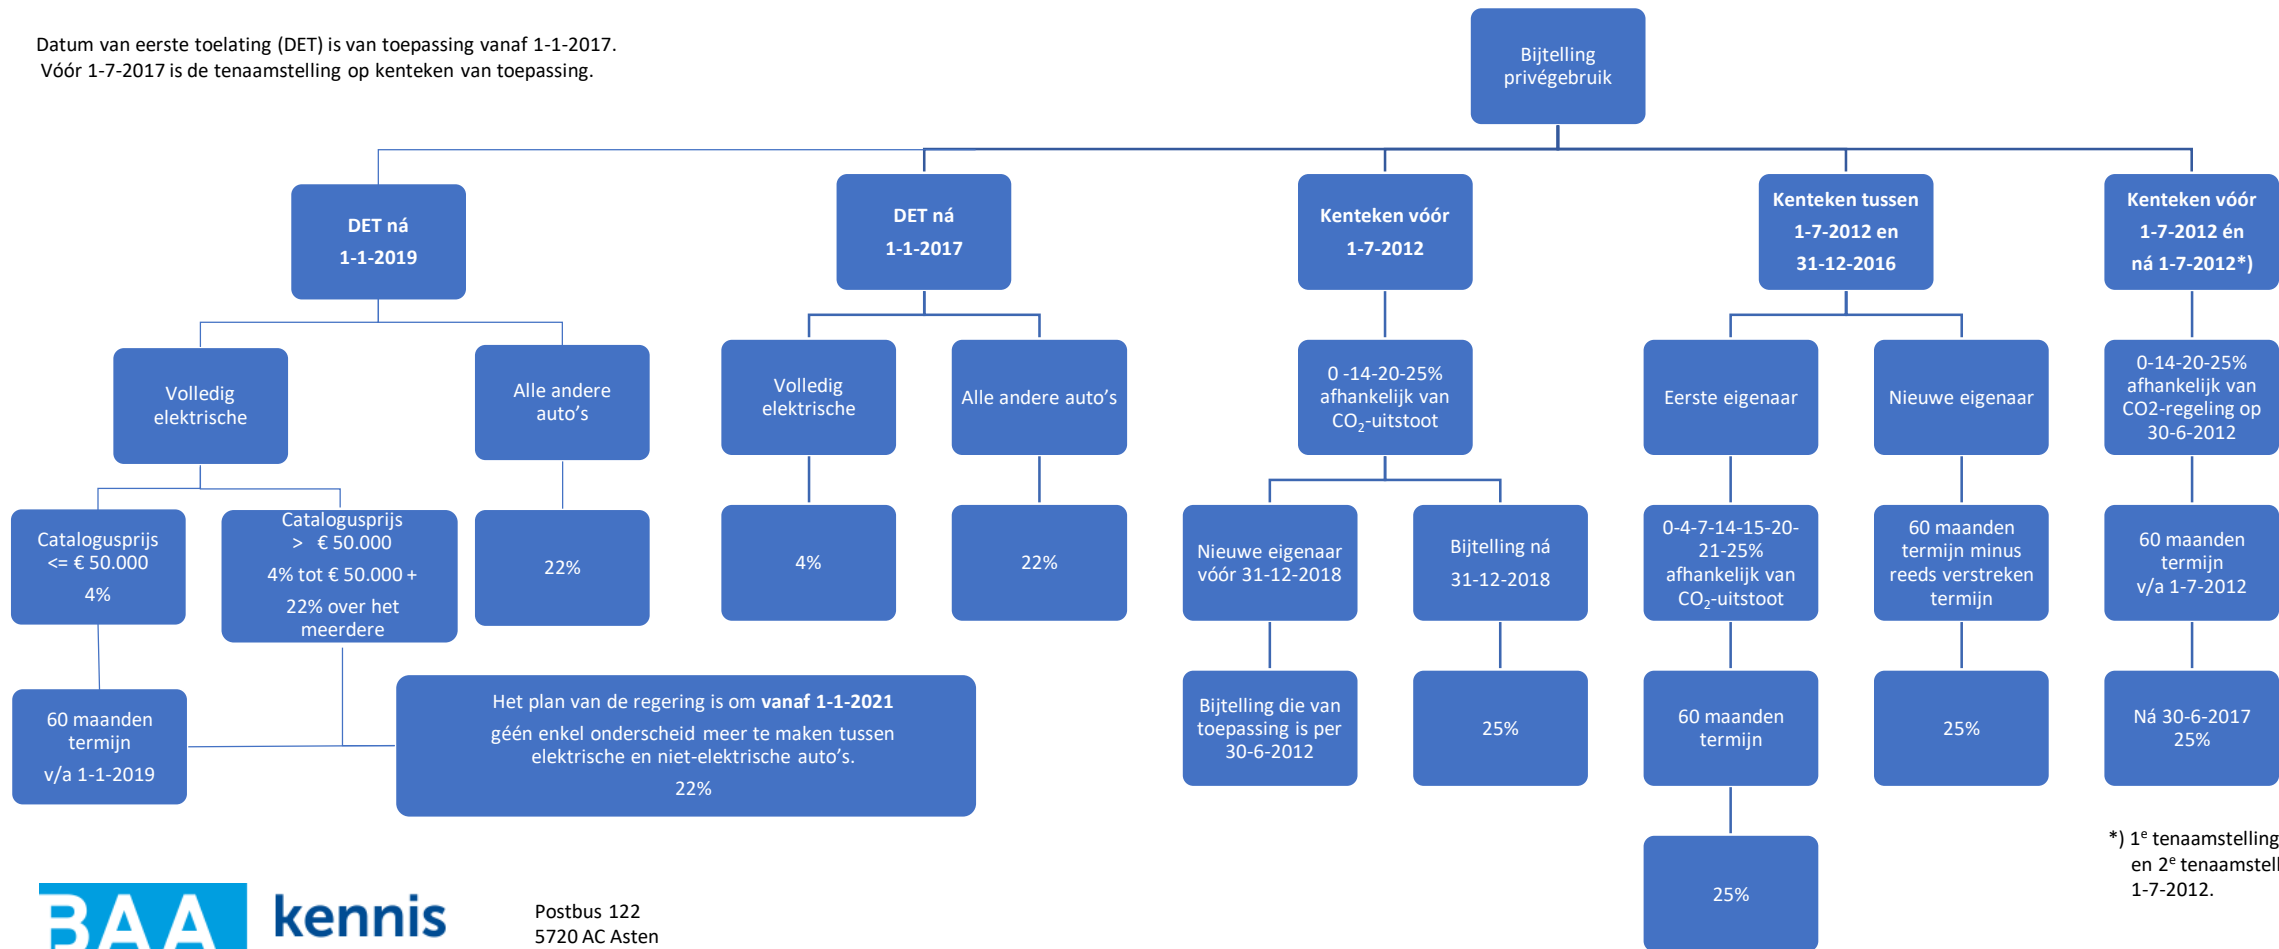 Datum van eerste toelating (DET) is van toepassing vanaf 1-1-2017.
Vóór 1-7-2017 is de tenaamstelling op kenteken van toepassing.
Bijtelling
privégebruik
DET ná
1-1-2019
DET ná
1-1-2017
Kenteken vóór
1-7-2012
Kenteken tussen
1-7-2012 en
31-12-2016
Kenteken vóór
1-7-2012 én
ná 1-7-2012*)
Volledig
elektrische
Alle andere
auto's
Volledig
elektrische
Alle andere auto's
0 -14-20-25%
afhankelijk van
CO₂-uitstoot
Eerste eigenaar
Nieuwe eigenaar
0-14-20-25%
afhankelijk van
CO2-regeling op
30-6-2012
Catalogusprijs
<= € 50.000
4%
Catalogusprijs
> € 50.000
4% tot € 50.000 +
22% over het
meerdere
22%
4%
22%
Nieuwe eigenaar
vóór 31-12-2018
Bijtelling ná
31-12-2018
0-4-7-14-15-20-
21-25%
afhankelijk van
CO₂-uitstoot
60 maanden
termijn minus
reeds verstreken
termijn
60 maanden
termijn
v/a 1-7-2012
60 maanden
termijn
v/a 1-1-2019
Het plan van de regering is om vanaf 1-1-2021
géén enkel onderscheid meer te maken tussen
elektrische en niet-elektrische auto's.
22%
Bijtelling die van
toepassing is per
30-6-2012
25%
60 maanden
termijn
25%
Ná 30-6-2017
25%
25%
*) 1ᵉ tenaamstelling
en 2ᵉ tenaamstell
1-7-2012.
BAA
kennis
Postbus 122
5720 AC Asten